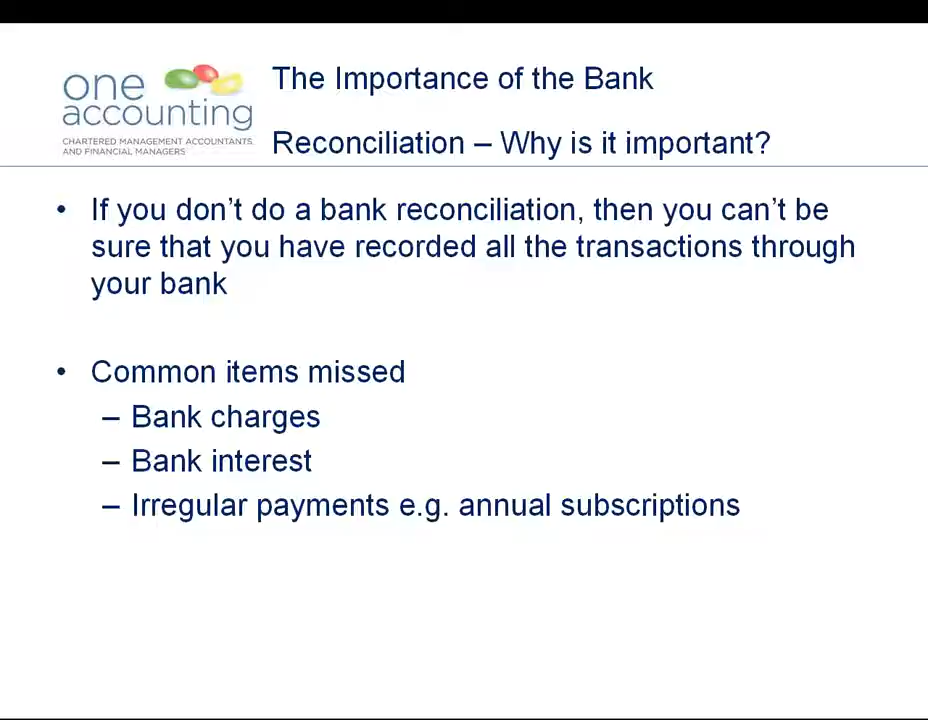 one
accounting
CHARTERED MANAGEMENT ACCOUNTANTS
AND FINANCIAL MANAGERS
The Importance of the Bank
Reconciliation – Why is it important?
• If you don't do a bank reconciliation, then you can't be
sure that you have recorded all the transactions through
your bank
• Common items missed
– Bank charges
– Bank interest
– Irregular payments e.g. annual subscriptions